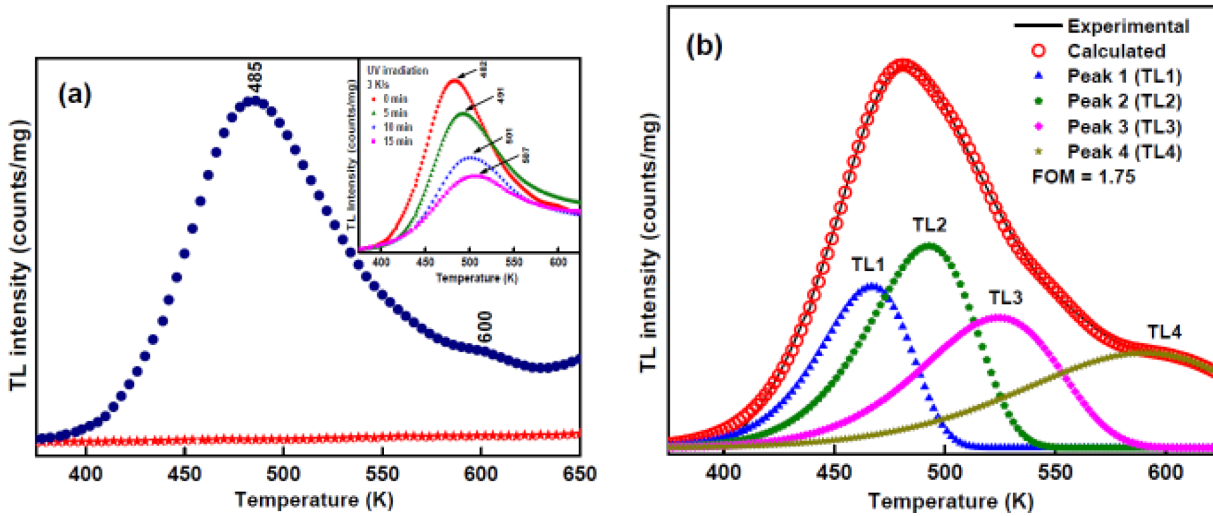 (a)
485
600
TL intensity (counts/mg)
400 450 500 550 600 650
Temperature (K)
UV irradiation
3 K/s
0 min
5 min
10 min
15 min
482
491
501
507
TL Intensity (counts/mg)
400 450 500 550 600
Temperature (K)
(b)
Experimental
Calculated
Peak 1 (TL1)
Peak 2 (TL2)
Peak 3 (TL3)
Peak 4 (TL4)
FOM = 1.75
TL1
TL2
TL3
TL4
TL intensity (counts/mg)
400 450 500 550 600
Temperature (K)